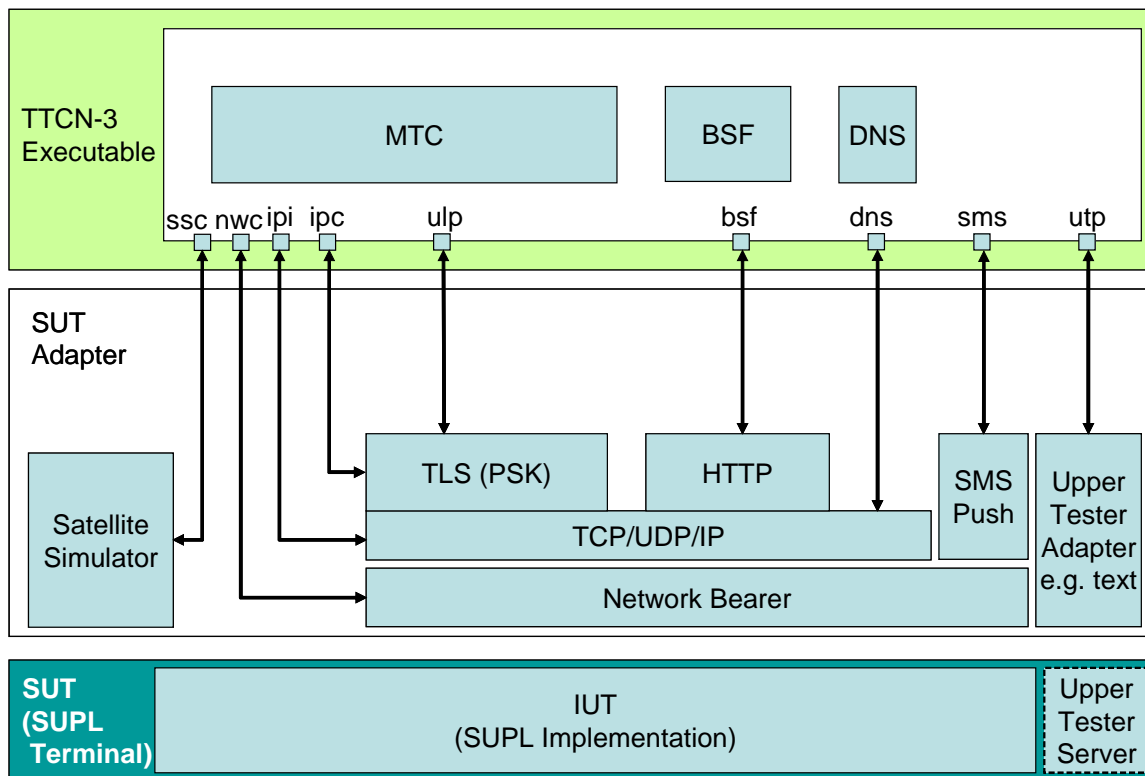 TTCN-3
Executable
MTC
BSF
DNS
ssc
nwc
ipi
ipc
ulp
bsf
dns
sms
utp
SUT
Adapter
Satellite
Simulator
TLS (PSK)
HTTP
TCP/UDP/IP
Network Bearer
SMS
Push
Upper
Tester
Adapter
e.g. text
SUT
(SUPL
Terminal)
IUT
(SUPL Implementation)
Upper
Tester
Server